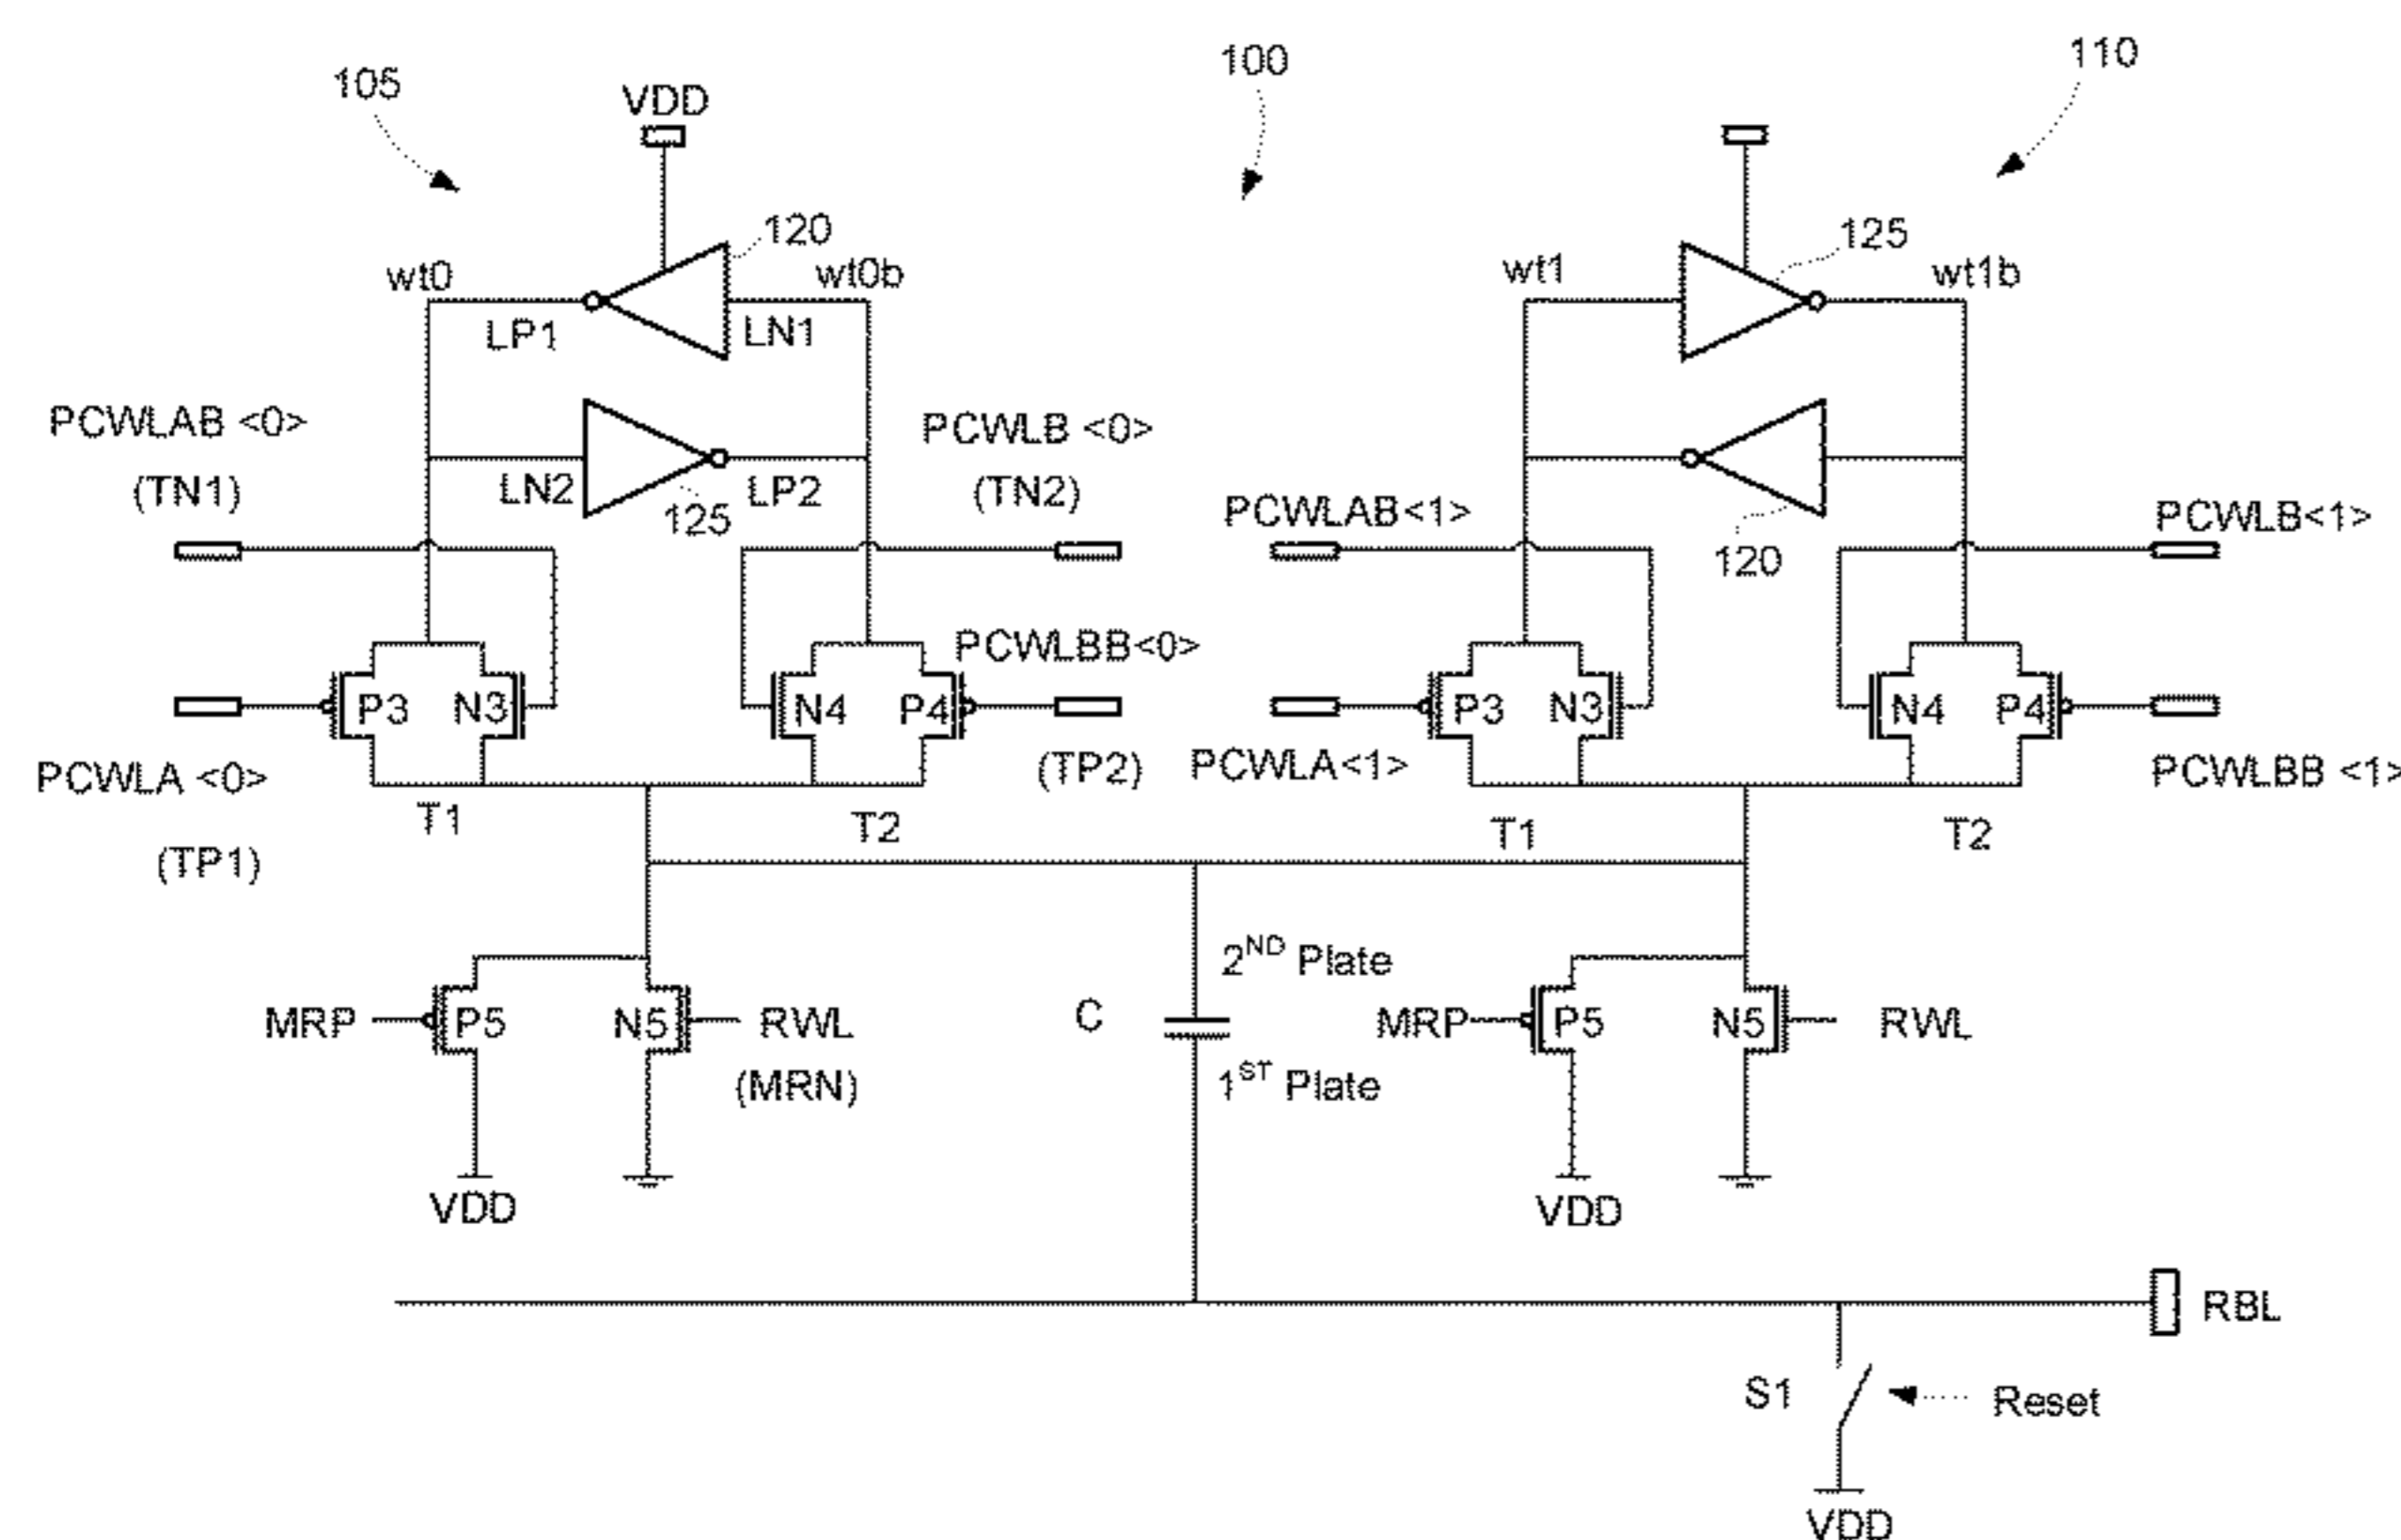 105
VDD
100
110
120
wt0
wt0b
LP1
LN1
125
wt1
wt1b
PCWLAB <0>
(TN1)
LN2
LP2
125
PCWLB <0>
(TN2)
PCWLAB<1>
PCWLB<1>
120
PCWLBB<0>
P3
N3
N4
P4
P3
N3
N4
P4
PCWLA <0>
(TP1)
(TP2)
PCWLA<1>
PCWLBB <1>
T1
T2
T1
T2
MRP
P5
N5
RWL
(MRN)
C
2ND Plate
1ST Plate
MRP
P5
N5
RWL
VDD
VDD
RBL
S1
Reset
VDD